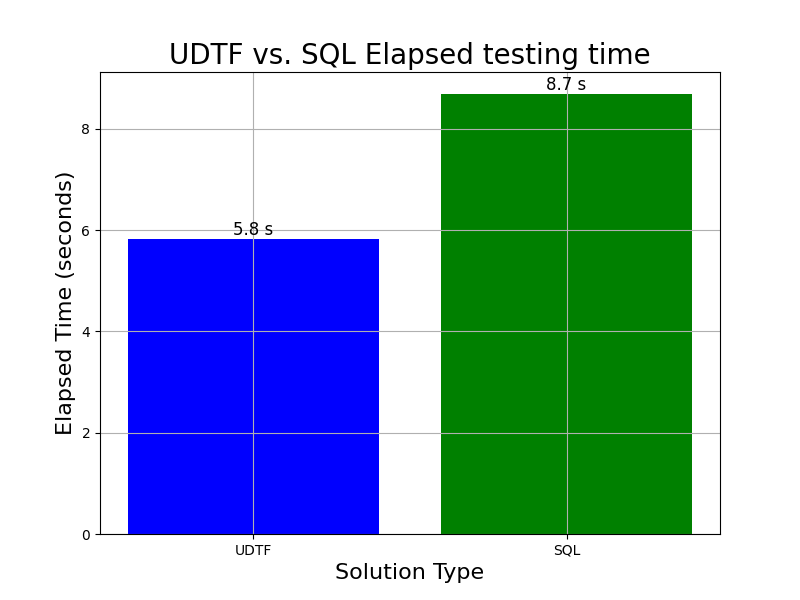 UDTF vs. SQL Elapsed testing time
8.7 s
8
Elapsed Time (seconds)
6
5.8 s
4
2
0
UDTF
SQL
Solution Type